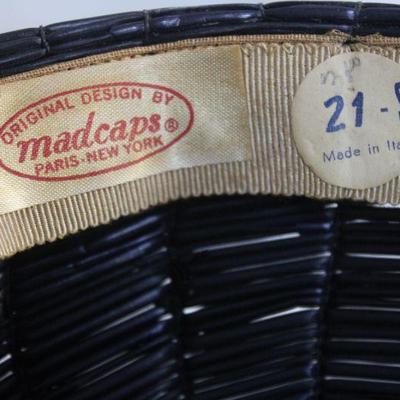 ORIGINAL DESIGN BY
madcaps®
PARIS - NEW YORK
21 -
Made in Ita